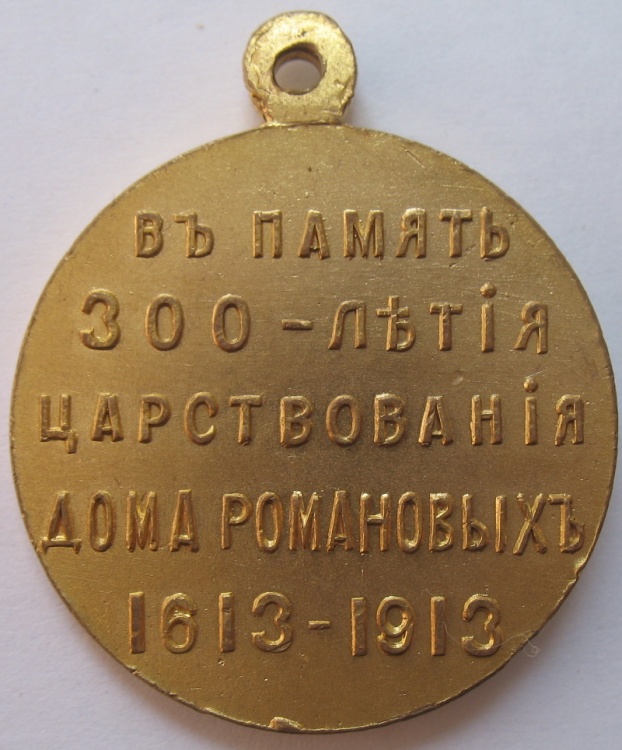 ВЪ ПАМЯТЬ
300-ЛѢТІЯ
ЦАРСТВОВАНІЯ
ДОМА РОМАНОВЫХЪ
1613-1913